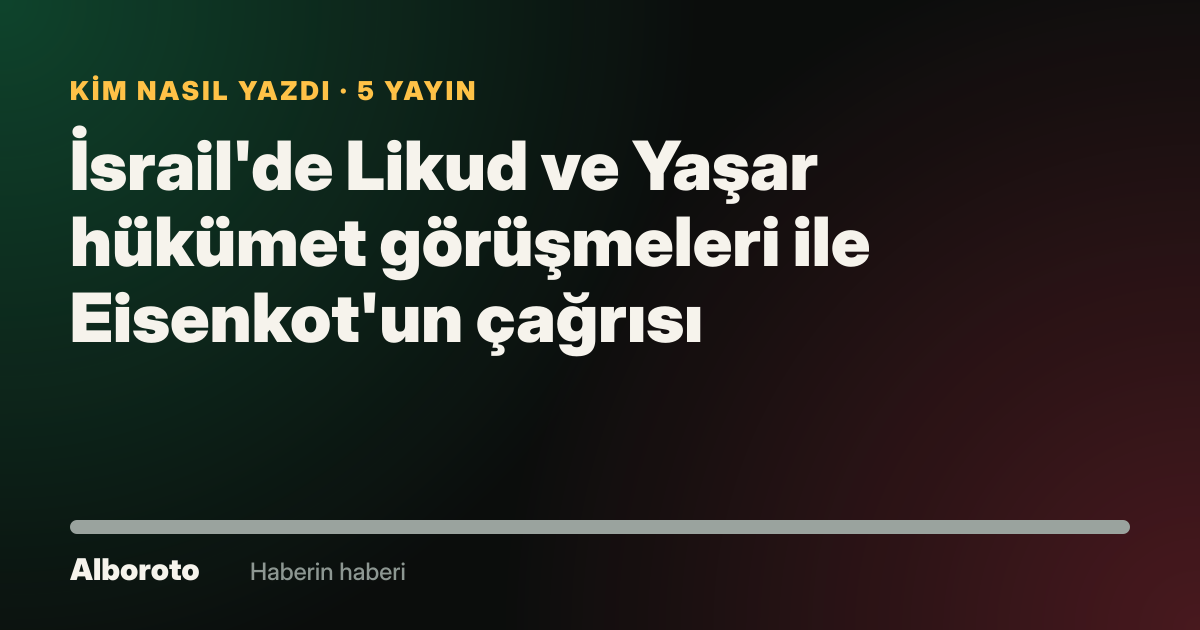 KİM NASIL YAZDI · 5 YAYIN
İsrail'de Likud ve Yaşar
hükümet görüşmeleri ile
Eisenkot'un çağrısı
Alboroto
Haberin haberi